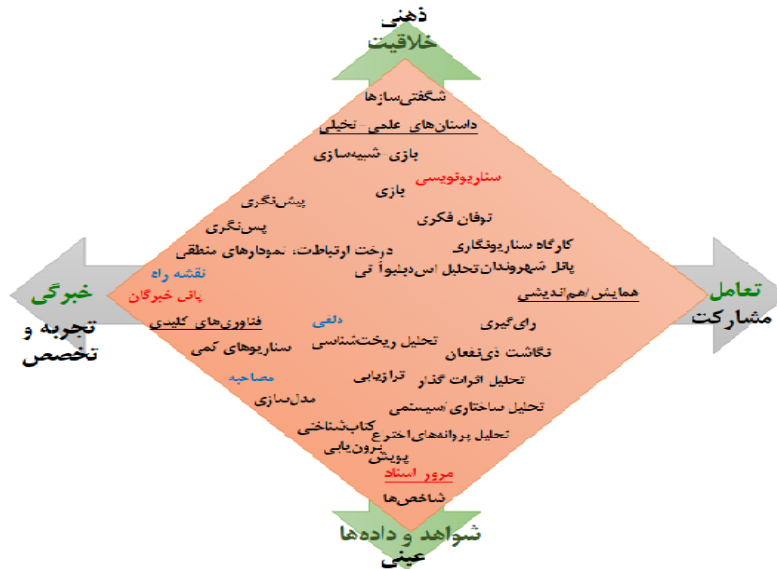 ذهنی
خلاقیت
شگفتی‌سازها
داستان‌های علمی-تخیلی
بازی-شبیه‌سازی
سناریونویسی
بازی
پیش‌نگری
توفان فکری
پس‌نگری
کارگاه سناریونگاری
درخت ارتباطات، نمودارهای منطقی
پانل شهروندان
تحلیل اس‌دبلیوآ تی
نقشه راه
تعامل
مشارکت
همایش/هم‌اندیشی
پانل خبرگان
خبرگی
تجربه و
تخصص
رای‌گیری
دلفی
فناوری‌های کلیدی
تحلیل ریخت‌شناسی
نگاشت ذی‌نفعان
سناریوهای کمی
تحلیل اثرات گذار
ترازیابی
مصاحبه
مدل‌سازی
تحلیل ساختاری/سیستمی
کتاب‌شناختی
تحلیل پروانه‌های اختراع
برون‌یابی
پویش
مرور اسناد
شاخص‌ها
شواهد و داده‌ها
عینی